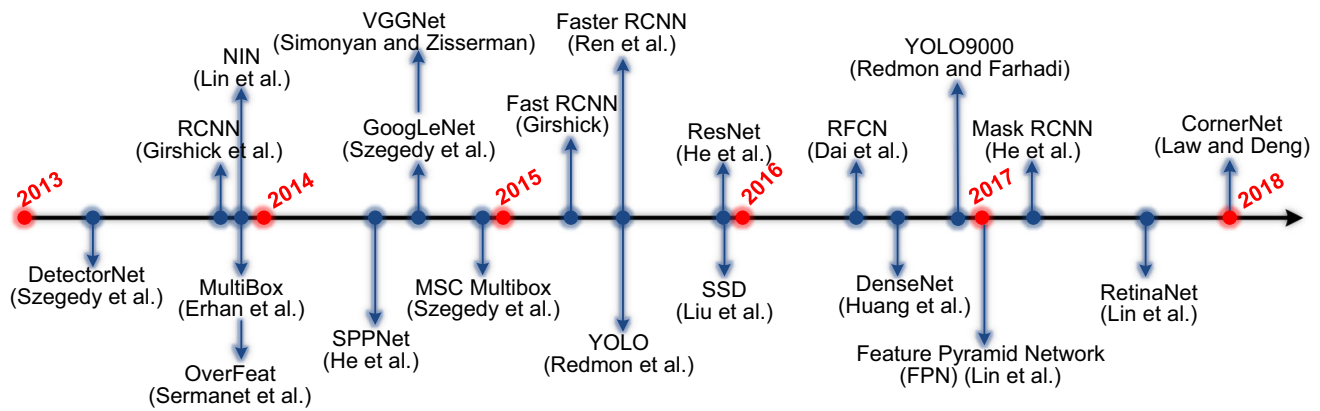 VGGNet
(Simonyan and Zisserman)
Faster RCNN
(Ren et al.)
NIN
(Lin et al.)
YOLO9000
(Redmon and Farhadi)
RCNN
(Girshick et al.)
GoogLeNet
(Szegedy et al.)
Fast RCNN
(Girshick)
ResNet
(He et al.)
RFCN
(Dai et al.)
Mask RCNN
(He et al.)
CornerNet
(Law and Deng)
2013
2014
2015
2016
2017
2018
DetectorNet
(Szegedy et al.)
MultiBox
(Erhan et al.)
OverFeat
(Sermanet et al.)
SPPNet
(He et al.)
MSC Multibox
(Szegedy et al.)
YOLO
(Redmon et al.)
SSD
(Liu et al.)
DenseNet
(Huang et al.)
Feature Pyramid Network
(FPN) (Lin et al.)
RetinaNet
(Lin et al.)